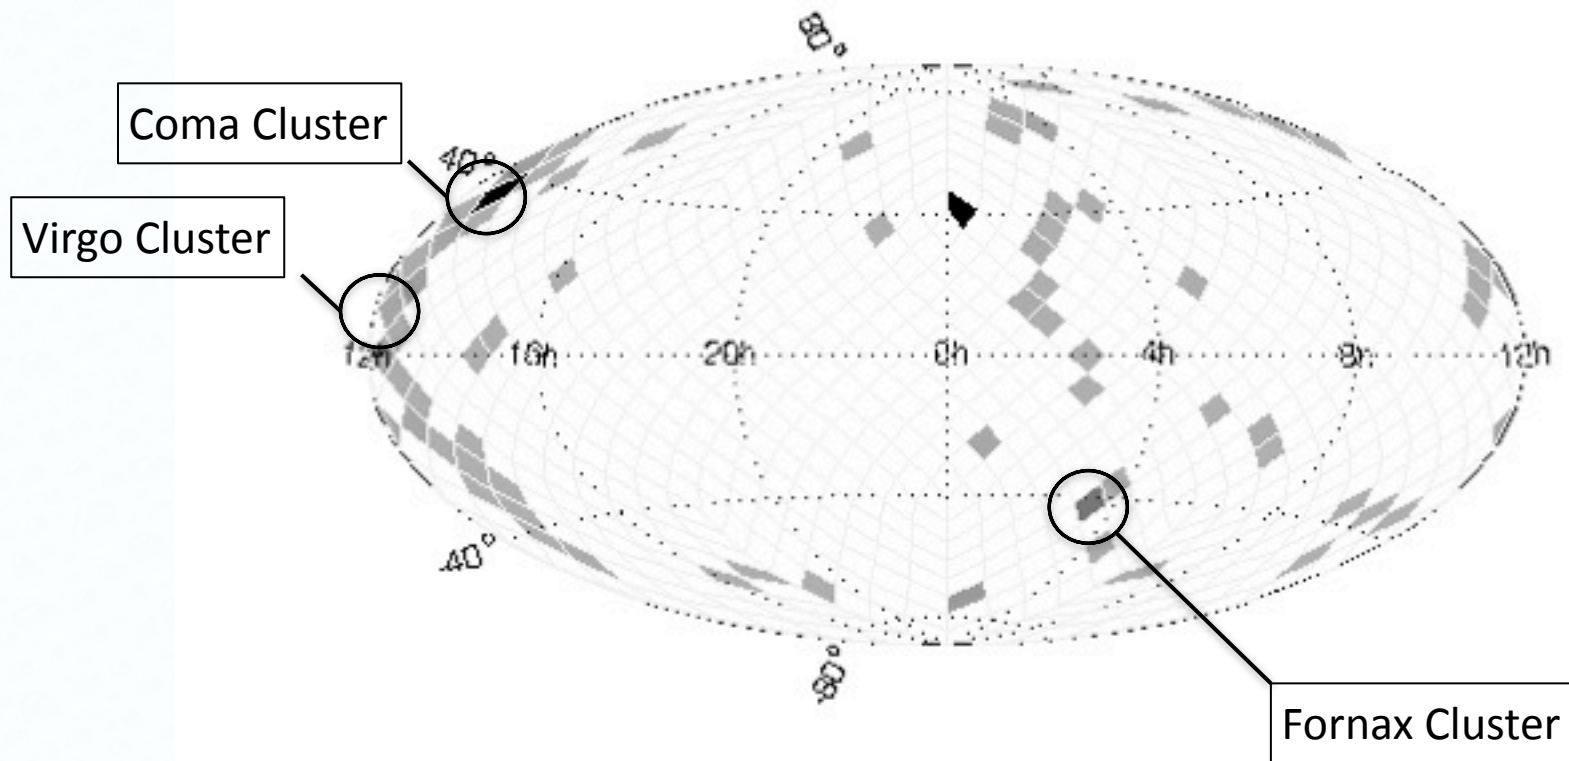 80°
Coma Cluster
40°
Virgo Cluster
12h 16h 20h 0h 4h 8h 12h
-40°
-80°
Fornax Cluster